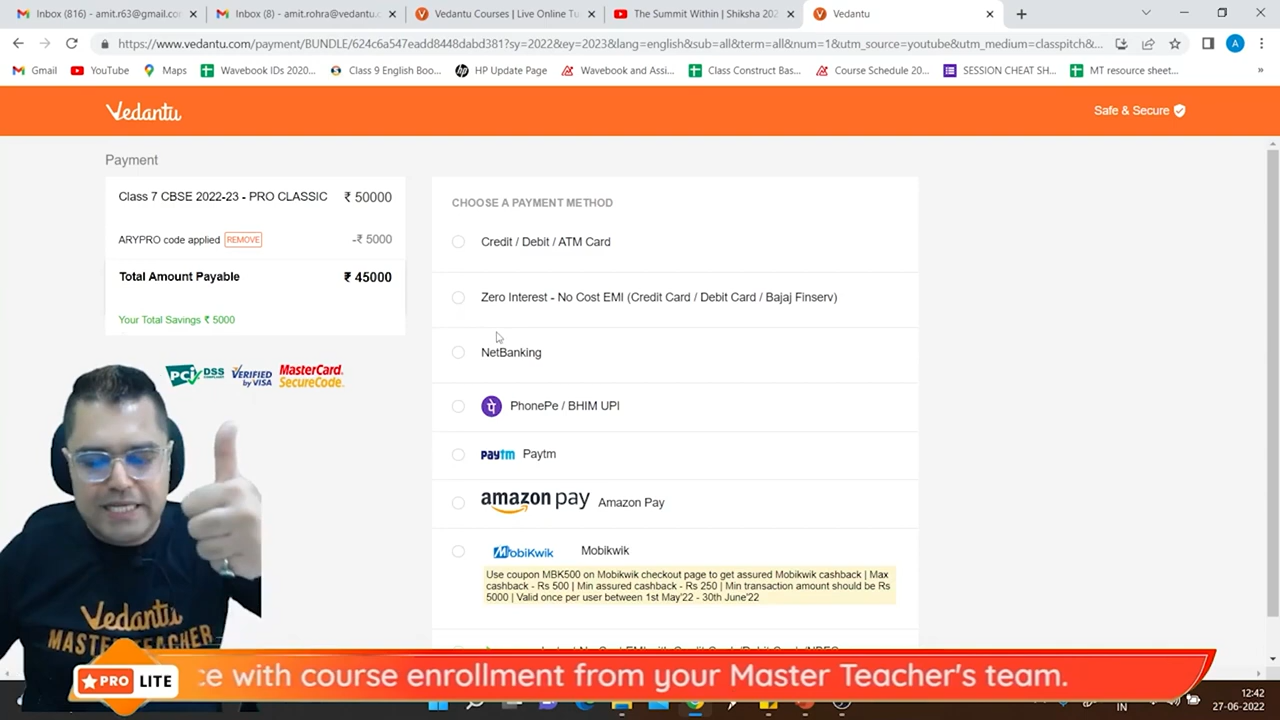 Inbox (816) - amit.r63@gmail.co
Inbox (8) - amit.rohra@vedantu.c
Vedantu Courses | Live Online Tu
The Summit Within | Shiksha 202
Vedantu
https://www.vedantu.com/payment/BUNDLE/624c6a547eadd8448dabd381?sy=2022&ey=2023&lang=english&sub=all&term=all&num=1&utm_source=youtube&utm_medium=classpitch&...
A
Gmail
YouTube
Maps
Wavebook IDs 2020...
Class 9 English Boo...
HP Update Page
Wavebook and Assi...
Class Construct Bas...
Course Schedule 20...
SESSION CHEAT SH...
MT resource sheet...
»
Vedantu
Safe & Secure
Payment
Class 7 CBSE 2022-23 - PRO CLASSIC ₹ 50000
ARYPRO code applied REMOVE -₹ 5000
Total Amount Payable ₹ 45000
Your Total Savings ₹ 5000
PCI DSS COMPLIANT
VERIFIED by VISA
MasterCard. SecureCode.
CHOOSE A PAYMENT METHOD
Credit / Debit / ATM Card
Zero Interest - No Cost EMI (Credit Card / Debit Card / Bajaj Finserv)
NetBanking
PhonePe / BHIM UPI
paytm Paytm
amazon pay Amazon Pay
MobiKwik Mobikwik
Use coupon MBK500 on Mobikwik checkout page to get assured Mobikwik cashback | Max
cashback - Rs 500 | Min assured cashback - Rs 250 | Min transaction amount should be Rs
5000 | Valid once per user between 1st May'22 - 30th June'22
Vedantu
MASTER TEACHER
PRO LITE
ce with course enrollment from your Master Teacher's team.
IN
12:42
27-06-2022